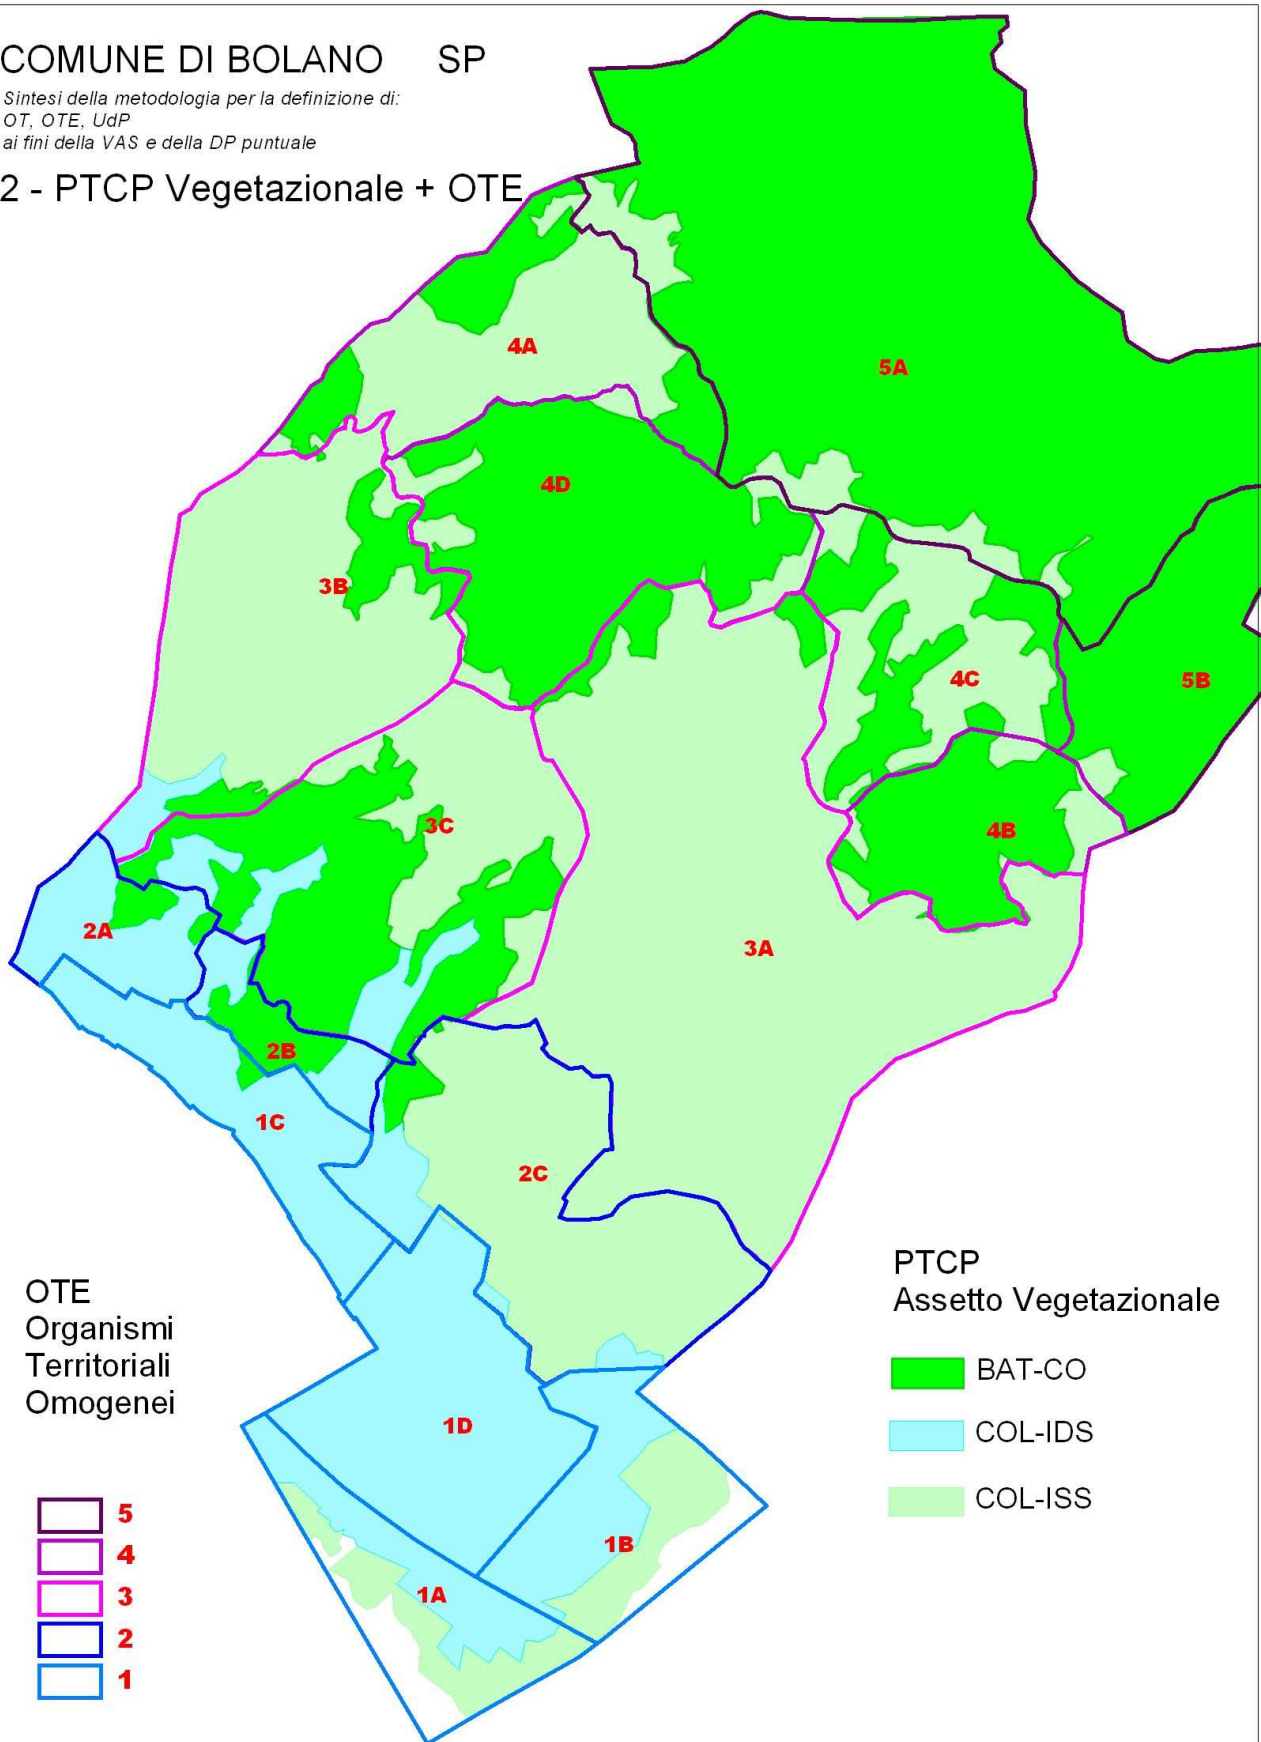 COMUNE DI BOLANO SP
Sintesi della metodologia per la definizione di:
OT, OTE, UdP
ai fini della VAS e della DP puntuale
2 - PTCP Vegetazionale + OTE
4A
5A
4D
3B
4C
5B
3C
4B
2A
3A
2B
1C
2C
PTCP
Assetto Vegetazionale
BAT-CO
COL-IDS
COL-ISS
OTE
Organismi
Territoriali
Omogenei
1D
1B
1A
5
4
3
2
1